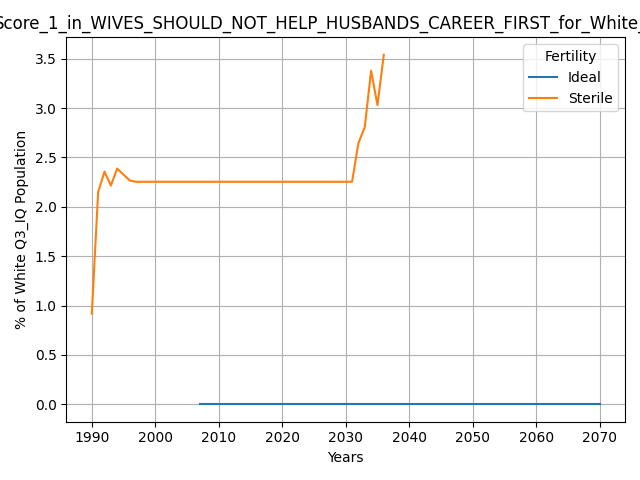 Score_1_in_WIVES_SHOULD_NOT_HELP_HUSBANDS_CAREER_FIRST_for_White_
Fertility
Ideal
Sterile
% of White Q3_IQ Population
3.5
3.0
2.5
2.0
1.5
1.0
0.5
0.0
1990 2000 2010 2020 2030 2040 2050 2060 2070
Years